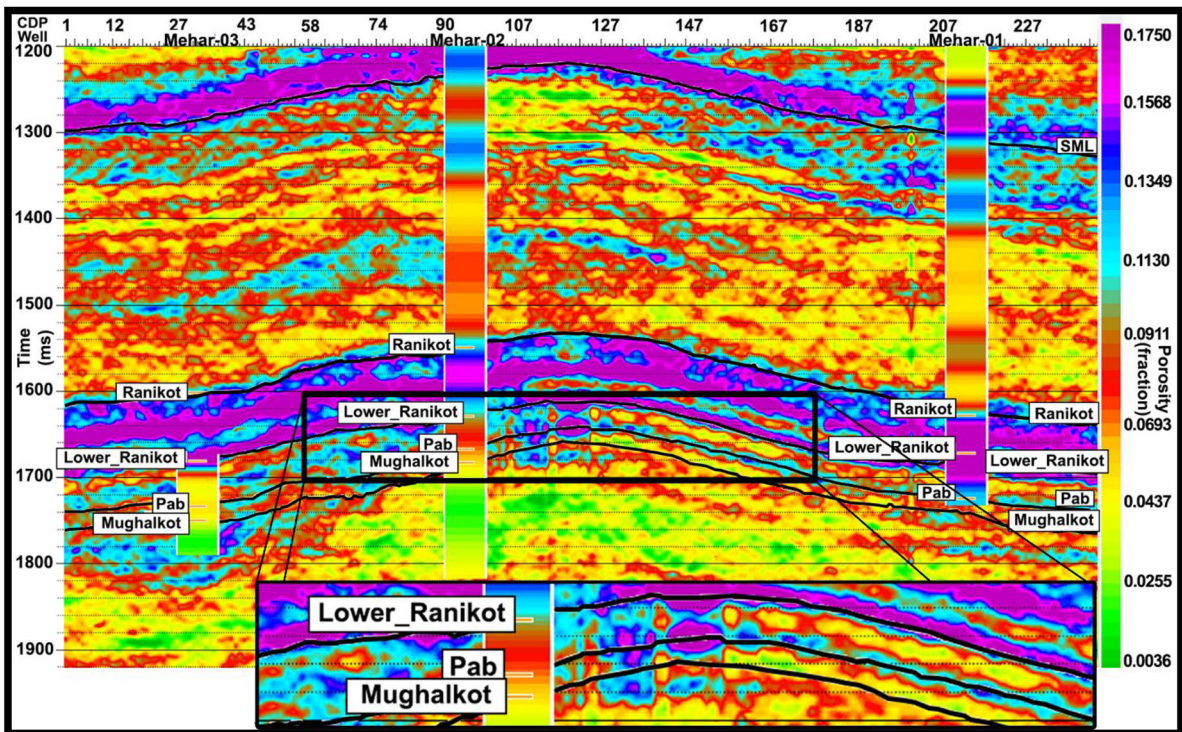 CDP 1 12 27 43 58 74 90 107 127 147 167 187 207 227
Well Mehar-03 Mehar-02 Mehar-01
1200
1300
1400
1500
1600
1700
1800
1900
Time
(ms)
SML
Ranikot
Ranikot
Ranikot
Ranikot
Lower_Ranikot
Lower_Ranikot
Lower_Ranikot
Lower_Ranikot
Pab
Mughalkot
Pab
Mughalkot
Pab
Pab
Mughalkot
0.1750
0.1568
0.1349
0.1130
0.0911
0.0693
0.0437
0.0255
0.0036
Porosity
(fraction)
Lower_Ranikot
Pab
Mughalkot